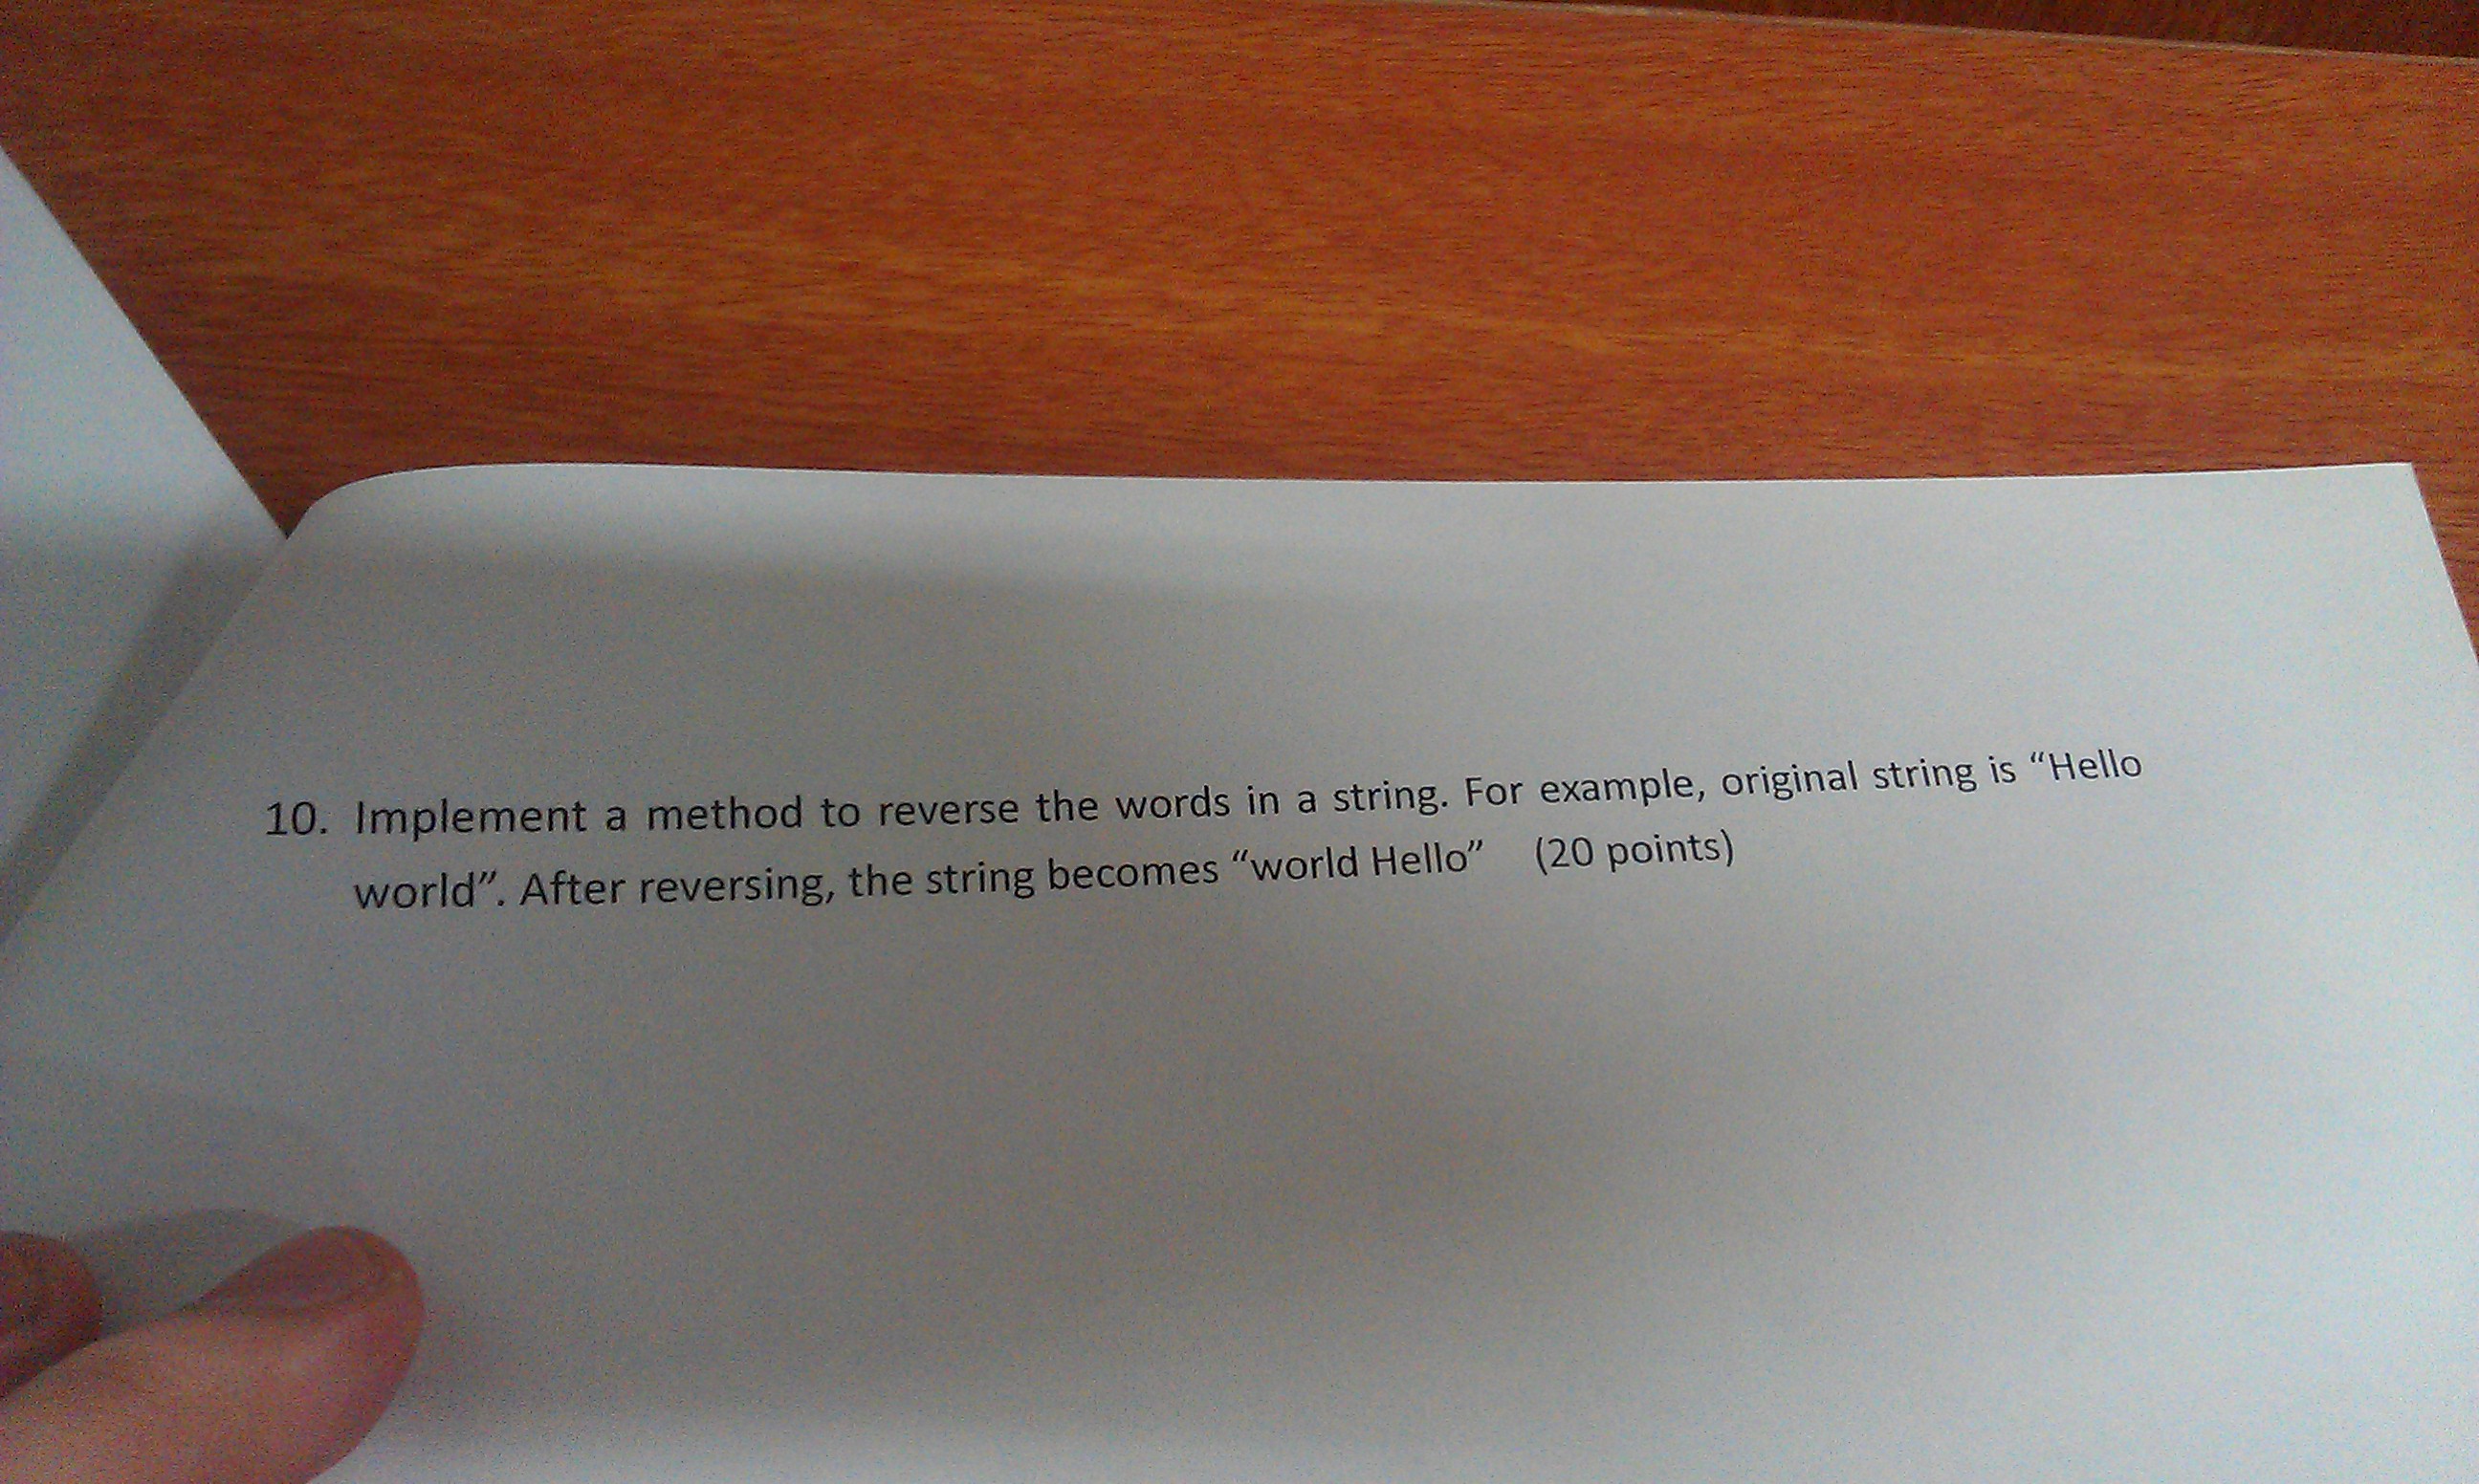 10. Implement a method to reverse the words in a string. For example, original string is “Hello
world”. After reversing, the string becomes “world Hello” (20 points)